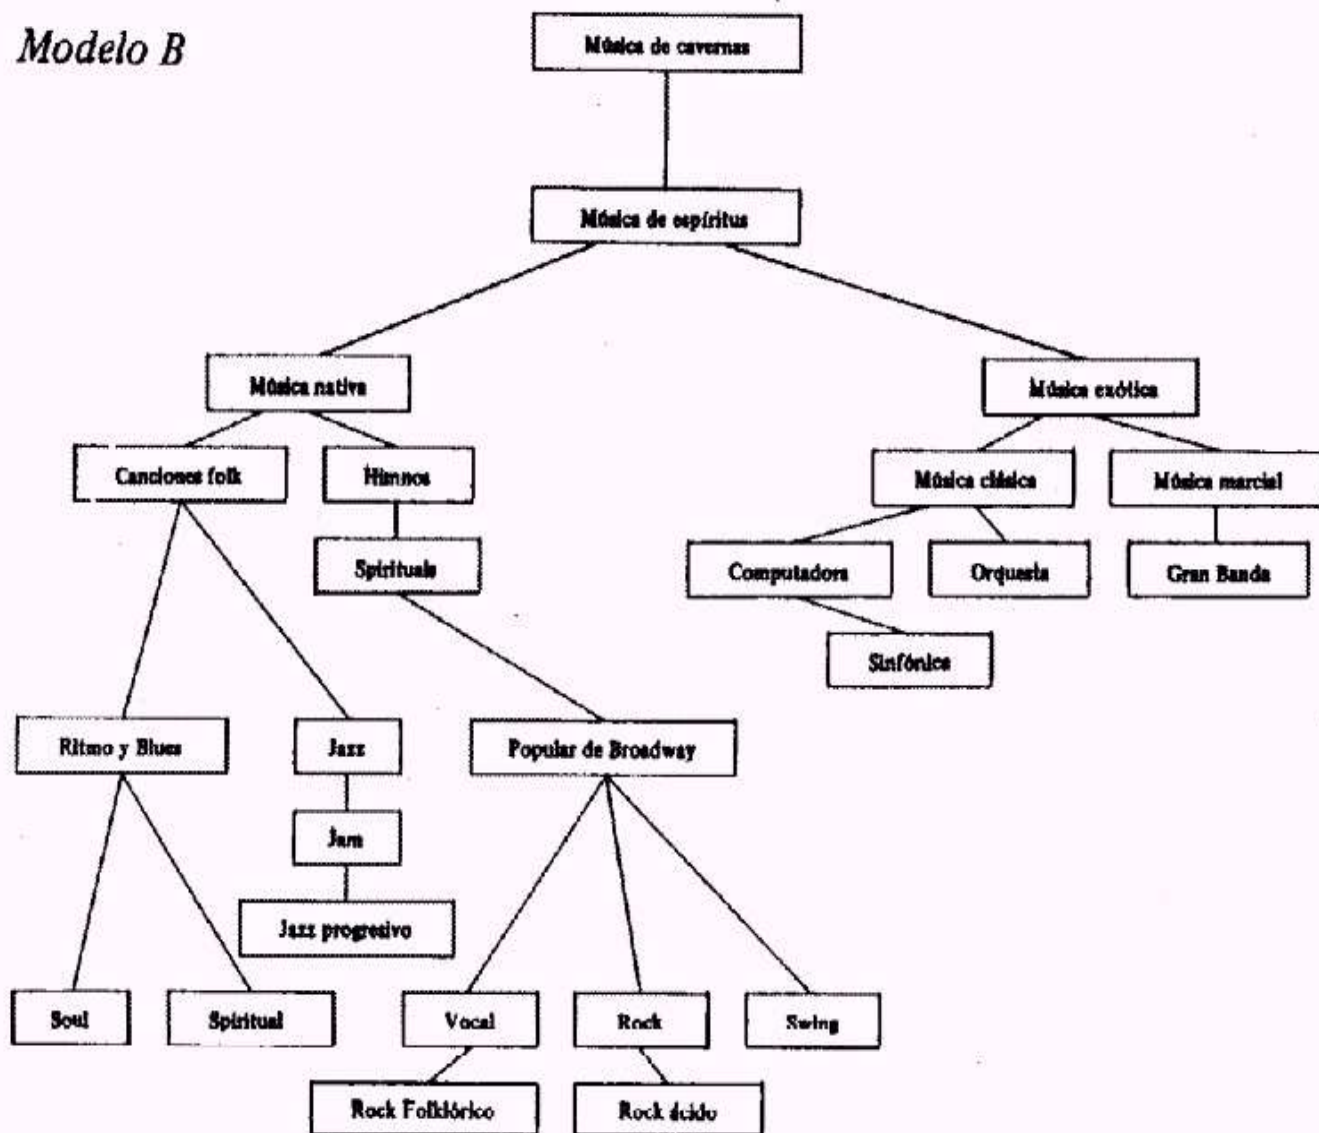 Modelo B
Música de cavernas
Música de espíritus
Música nativa
Música exótica
Canciones folk
Himnos
Música clásica
Música marcial
Spirituals
Computadora
Orquesta
Gran Banda
Sinfónica
Ritmo y Blues
Jazz
Popular de Broadway
Jam
Jazz progresivo
Soul
Spiritual
Vocal
Rock
Swing
Rock Folklórico
Rock ácido